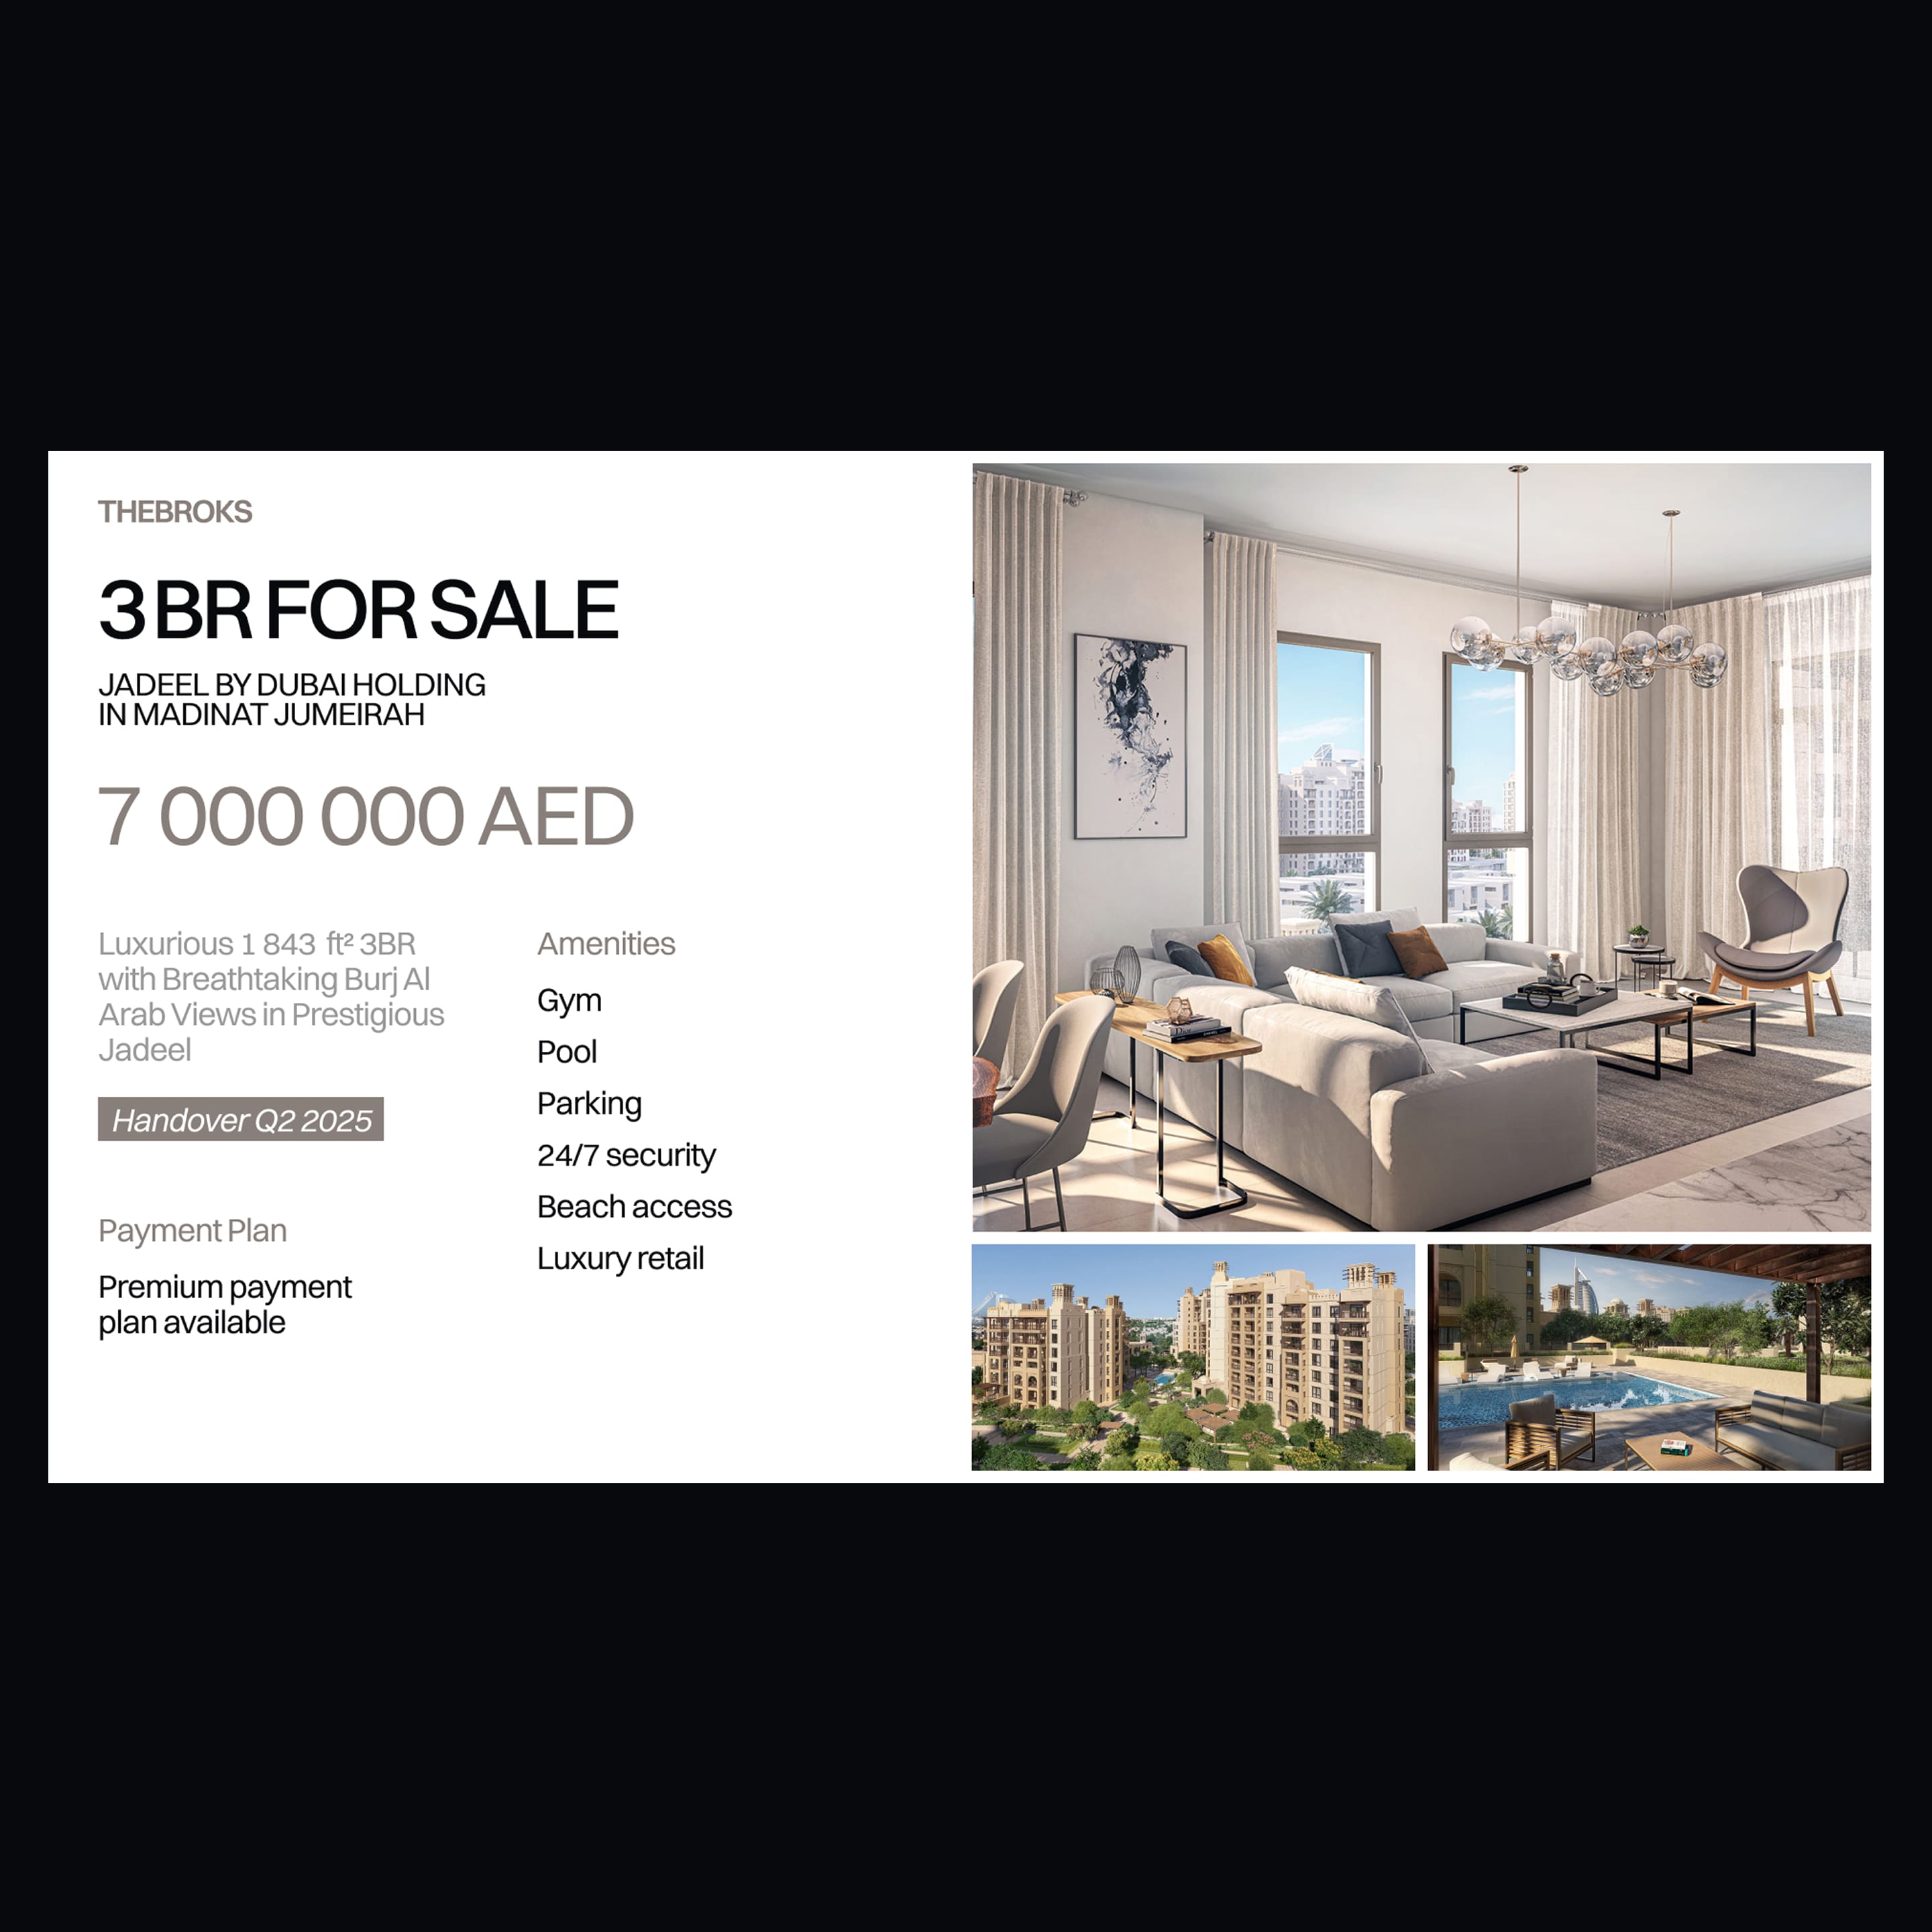 THEBROKS
3 BR FOR SALE
JADEEL BY DUBAI HOLDING
IN MADINAT JUMEIRAH
7 000 000 AED
Luxurious 1 843 ft² 3BR
with Breathtaking Burj Al
Arab Views in Prestigious
Jadeel
Handover Q2 2025
Payment Plan
Premium payment
plan available
Amenities
Gym
Pool
Parking
24/7 security
Beach access
Luxury retail
Dior